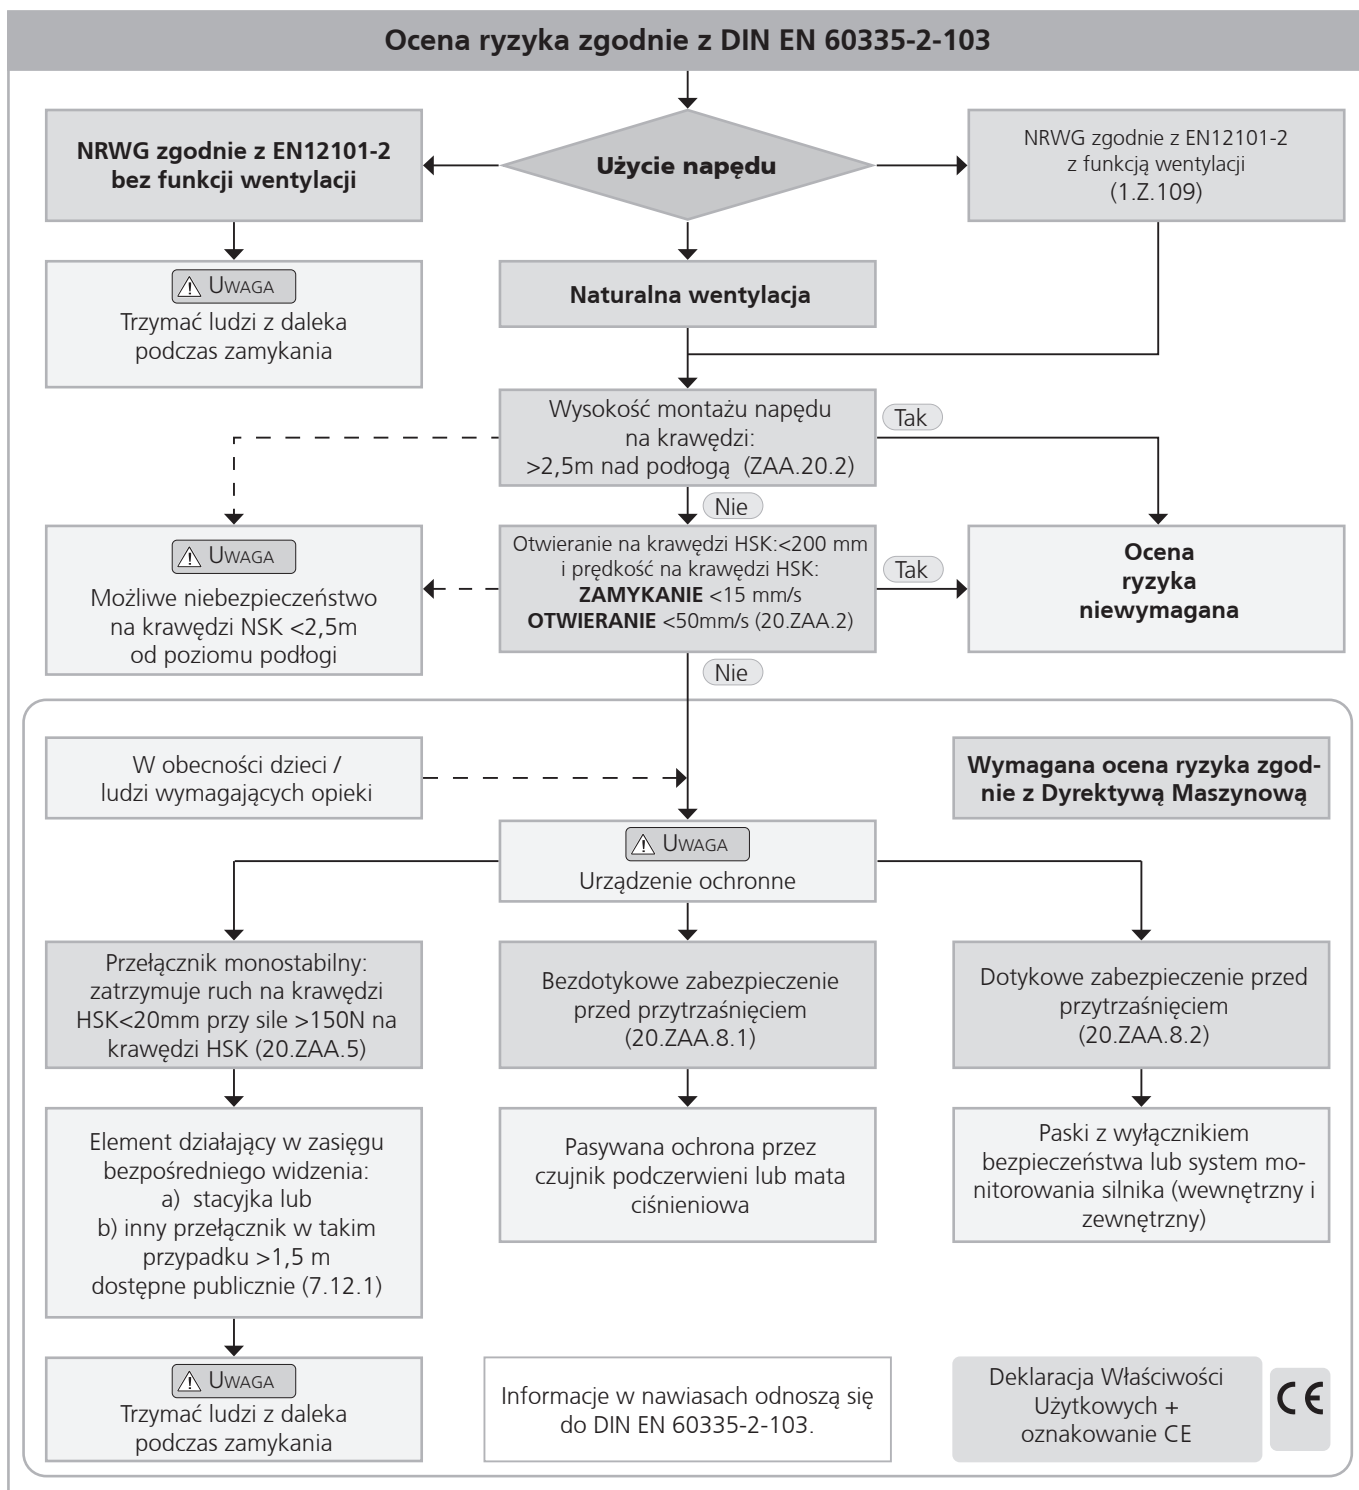 Ocena ryzyka zgodnie z DIN EN 60335-2-103
NRWG zgodnie z EN12101-2
bez funkcji wentylacji
Użycie napędu
NRWG zgodnie z EN12101-2
z funkcją wentylacji
(1.Z.109)
UWAGA
Trzymać ludzi z daleka
podczas zamykania
Naturalna wentylacja
Wysokość montażu napędu
na krawędzi:
>2,5m nad podłogą (ZAA.20.2)
Tak
Nie
UWAGA
Możliwe niebezpieczeństwo
na krawędzi NSK <2,5m
od poziomu podłogi
Otwieranie na krawędzi HSK:<200 mm
i prędkość na krawędzi HSK:
ZAMYKANIE <15 mm/s
OTWIERANIE <50mm/s (20.ZAA.2)
Tak
Ocena
ryzyka
niewymagana
Nie
W obecności dzieci /
ludzi wymagających opieki
Wymagana ocena ryzyka zgod-
nie z Dyrektywą Maszynową
UWAGA
Urządzenie ochronne
Przełącznik monostabilny:
zatrzymuje ruch na krawędzi
HSK<20mm przy sile >150N na
krawędzi HSK (20.ZAA.5)
Bezdotykowe zabezpieczenie
przed przytrzaśnięciem
(20.ZAA.8.1)
Dotykowe zabezpieczenie przed
przytrzaśnięciem
(20.ZAA.8.2)
Element działający w zasięgu
bezpośredniego widzenia:
a) stacyjka lub
b) inny przełącznik w takim
przypadku >1,5 m
dostępne publicznie (7.12.1)
Pasywana ochrona przez
czujnik podczerwieni lub mata
ciśnieniowa
Paski z wyłącznikiem
bezpieczeństwa lub system mo-
nitorowania silnika (wewnętrzny i
zewnętrzny)
UWAGA
Trzymać ludzi z daleka
podczas zamykania
Informacje w nawiasach odnoszą się
do DIN EN 60335-2-103.
Deklaracja Właściwości
Użytkowych +
oznakowanie CE
CE